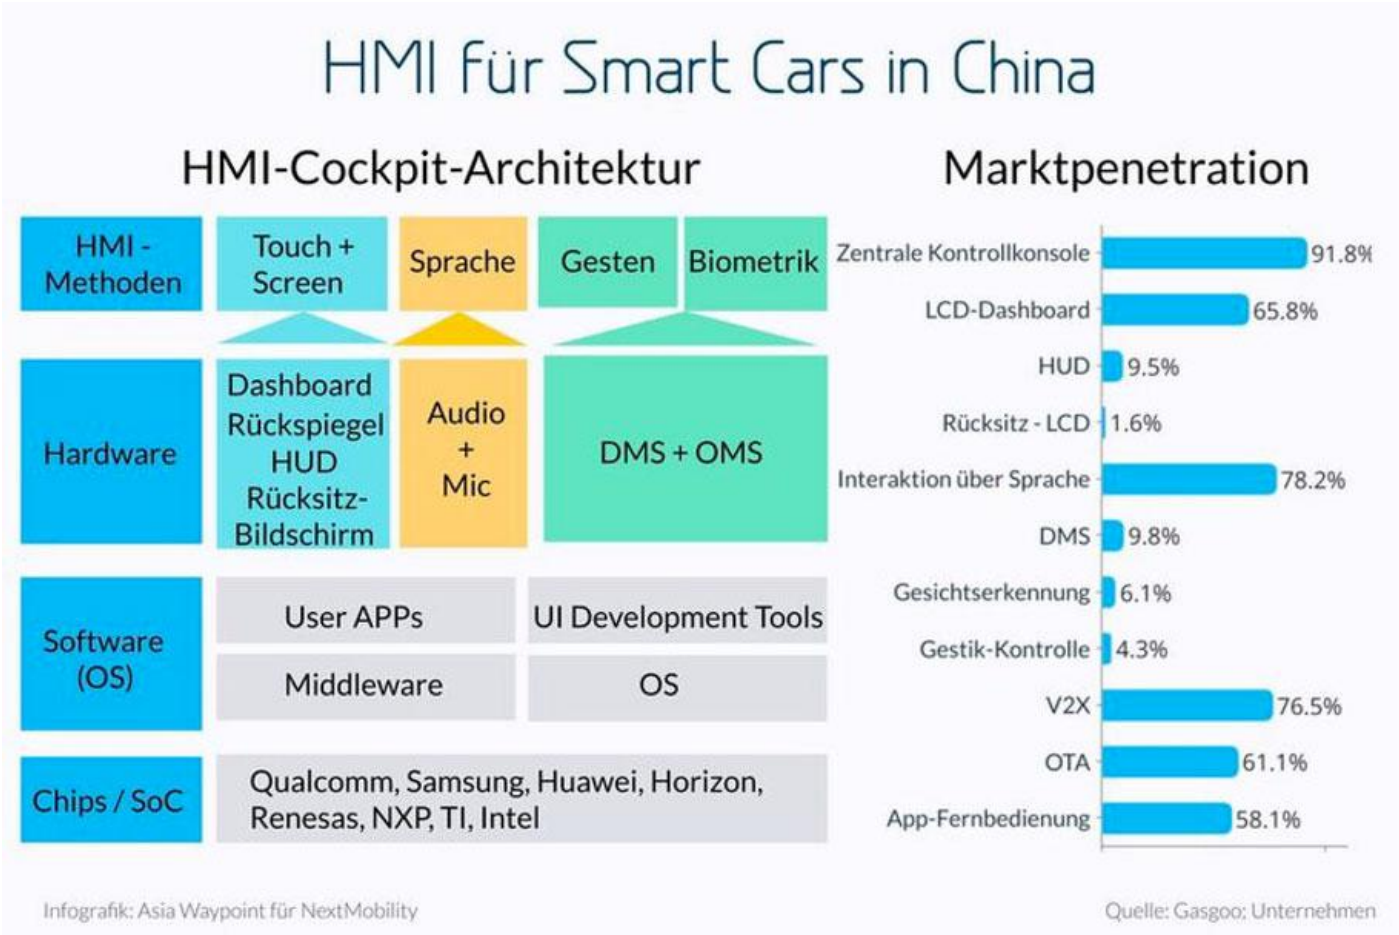 HMI für Smart Cars in China
HMI-Cockpit-Architektur
HMI -
Methoden
Touch +
Screen
Sprache
Gesten
Biometrik
Hardware
Dashboard
Rückspiegel
HUD
Rücksitz-
Bildschirm
Audio
+
Mic
DMS + OMS
Software
(OS)
User APPs
UI Development Tools
Middleware
OS
Chips / SoC
Qualcomm, Samsung, Huawei, Horizon,
Renesas, NXP, TI, Intel
Marktpenetration
Zentrale Kontrollkonsole 91.8%
LCD-Dashboard 65.8%
HUD 9.5%
Rücksitz - LCD 1.6%
Interaktion über Sprache 78.2%
DMS 9.8%
Gesichtserkennung 6.1%
Gestik-Kontrolle 4.3%
V2X 76.5%
OTA 61.1%
App-Fernbedienung 58.1%
Infografik: Asia Waypoint für NextMobility
Quelle: Gasgoo; Unternehmen